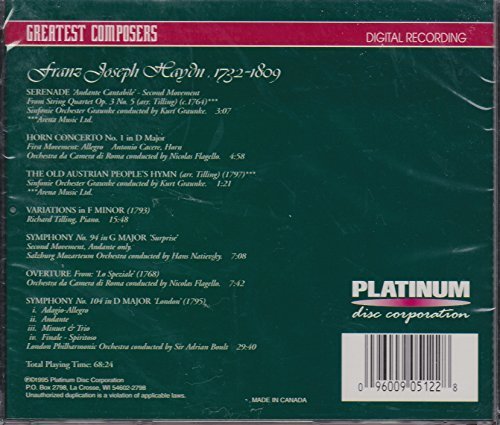 GREATEST COMPOSERS
DIGITAL RECORDING
Franz Joseph Haydn . 1732-1809
SERENADE 'Andante Cantabile' - Second Movement
From String Quartet Op. 3 No. 5 (arr. Tilling) (c.1764)***
Sinfonie Orchester Graunke conducted by Kurt Graunke. 3:07
***Arena Music Ltd.
HORN CONCERTO No. 1 in D Major
First Movement: Allegro Antonio Cacere, Horn
Orchestra da Camera di Roma conducted by Nicolas Flagello. 4:58
THE OLD AUSTRIAN PEOPLE'S HYMN (arr. Tilling) (1797)***
Sinfonie Orchester Graunke conducted by Kurt Graunke. 1:21
***Arena Music Ltd.
VARIATIONS in F MINOR (1793)
Richard Tilling, Piano. 15:48
SYMPHONY No. 94 in G MAJOR 'Surprise'
Second Movement, Andante only.
Salzburg Mozarteum Orchestra conducted by Hans Natievzky. 7:08
OVERTURE From: 'Lo Speziale' (1768)
Orchestra da Camera di Roma conducted by Nicolas Flagello. 7:42
SYMPHONY No. 104 in D MAJOR 'London' (1795)
i. Adagio-Allegro
ii. Andante
iii. Minuet & Trio
iv. Finale - Spiritoso
London Philharmonic Orchestra conducted by Sir Adrian Boult 29:40
Total Playing Time: 68:24
PLATINUM
disc corporation
℗©1995 Platinum Disc Corporation
P.O. Box 2798, La Crosse, WI 54602-2798
Unauthorized duplication is a violation of applicable laws.
. MADE IN CANADA
0 96009 05122 8